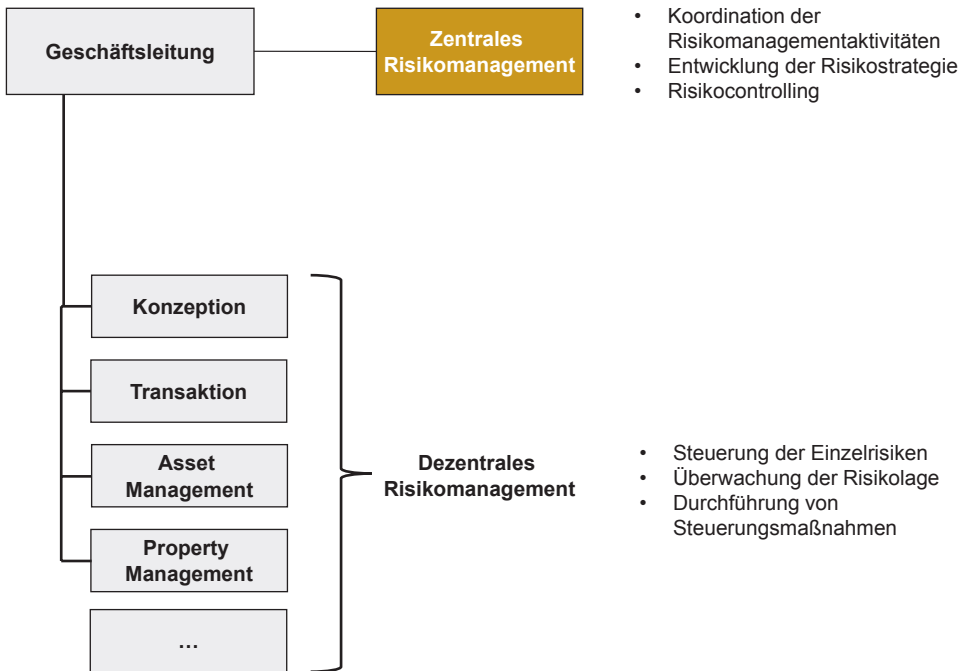 Geschäftsleitung
Zentrales
Risikomanagement
• Koordination der
Risikomanagementaktivitäten
• Entwicklung der Risikostrategie
• Risikocontrolling
Konzeption
Transaktion
Asset
Management
Property
Management
…
Dezentrales
Risikomanagement
• Steuerung der Einzelrisiken
• Überwachung der Risikolage
• Durchführung von
Steuerungsmaßnahmen